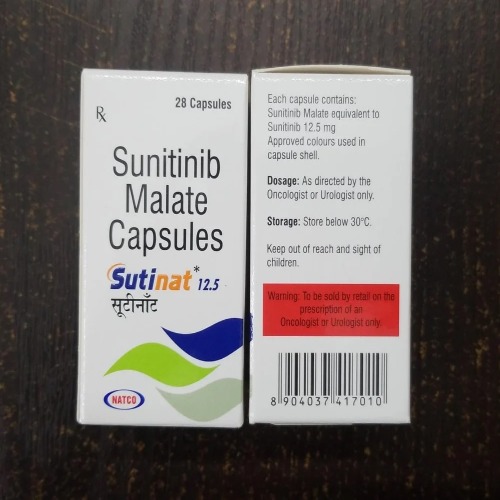 Rx
28 Capsules
Sunitinib
Malate
Capsules
Sutinat* 12.5
सूटीनॉट
NATCO
Each capsule contains:
Sunitinib Malate equivalent to
Sunitinib 12.5 mg
Approved colours used in
capsule shell.
Dosage: As directed by the
Oncologist or Urologist only.
Storage: Store below 30°C.
Keep out of reach and sight of
children.
Warning: To be sold by retail on the
prescription of an
Oncologist or Urologist only.
8 904037 417010